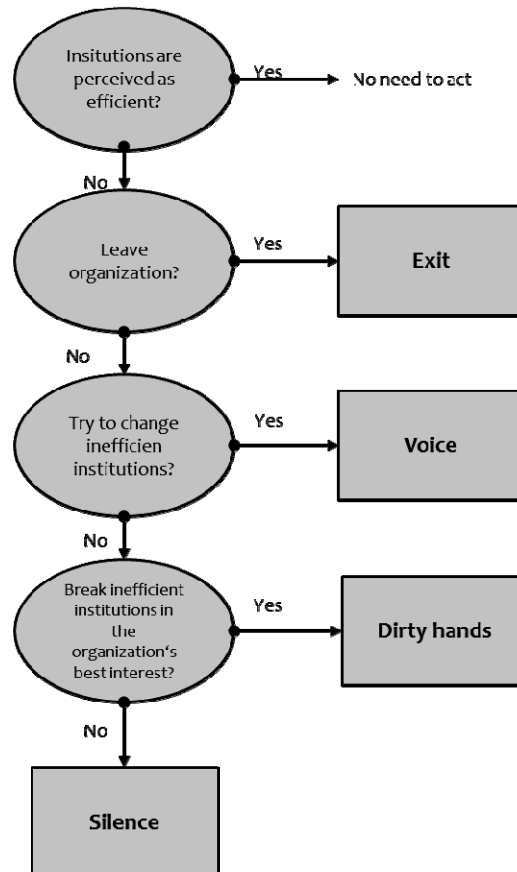 Insitutions are
perceived as
efficient?
Yes
No need to act
No
Leave
organization?
Yes
Exit
No
Try to change
inefficien
institutions?
Yes
Voice
No
Break inefficient
institutions in
the
organization's
best interest?
Yes
Dirty hands
No
Silence